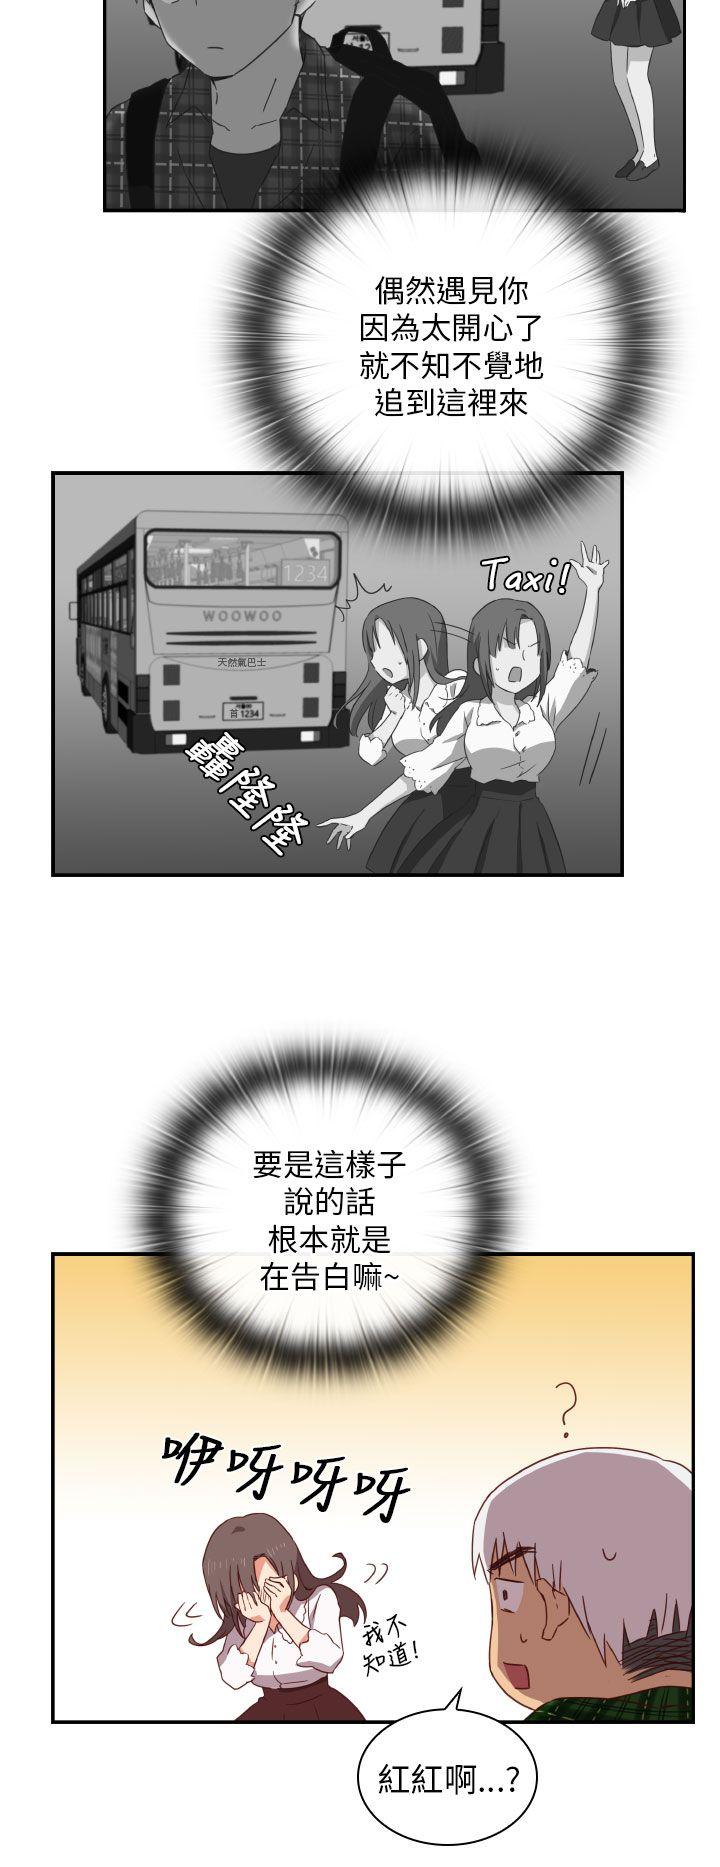 偶然遇見你
因為太開心了
就不知不覺地
追到這裡來
Taxi!
1234
WOOWOO
天然氣巴士
首 1234
轟隆隆
要是這樣子
說的話
根本就是
在告白嘛~
?
咿呀呀呀
我不
知道!
紅紅啊...?